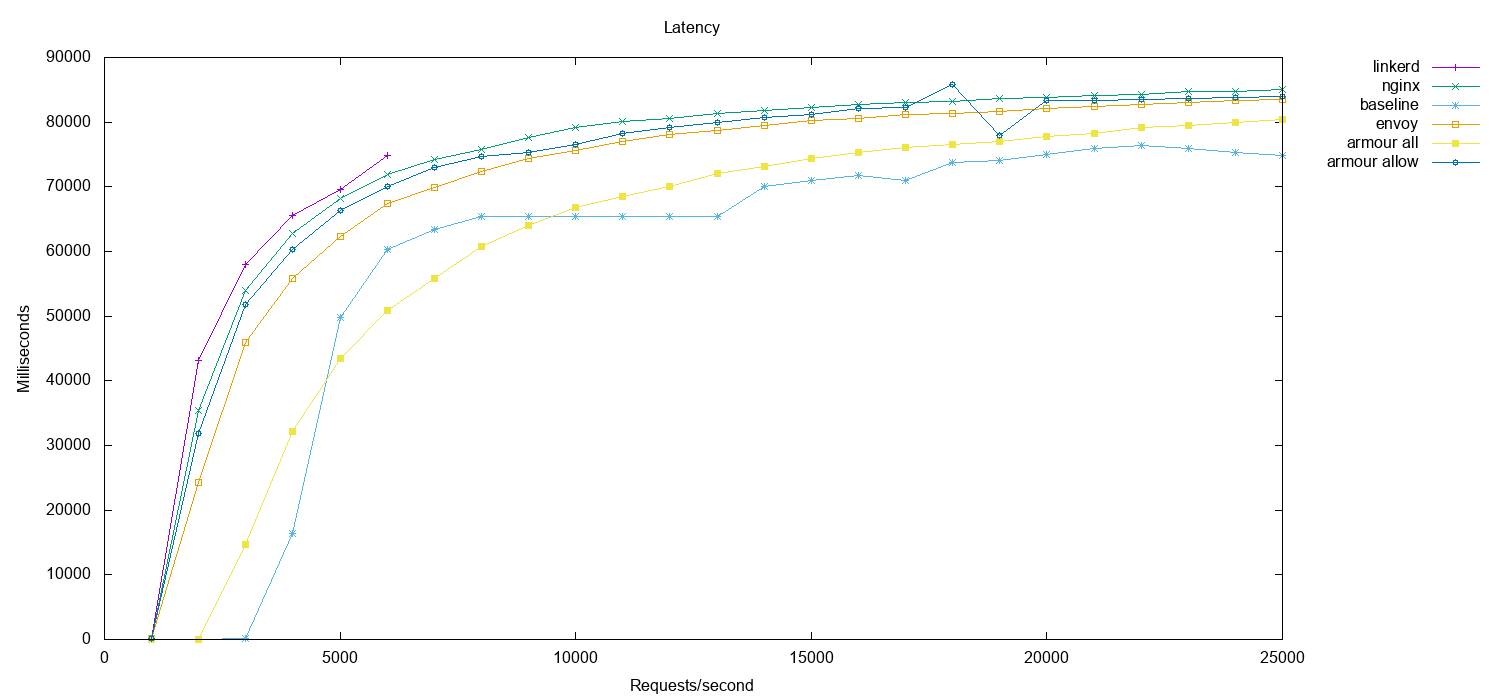 Latency
90000
80000
70000
60000
50000
40000
30000
20000
10000
0
Milliseconds
0 5000 10000 15000 20000 25000
Requests/second
linkerd
nginx
baseline
envoy
armour all
armour allow